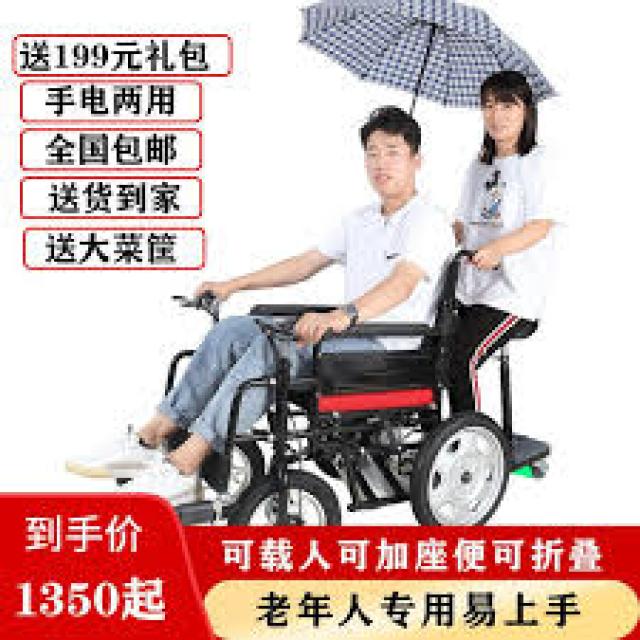 送199元礼包
手电两用
全国包邮
送货到家
送大菜筐
到手价
1350起
可载人可加座便可折叠
老年人专用易上手